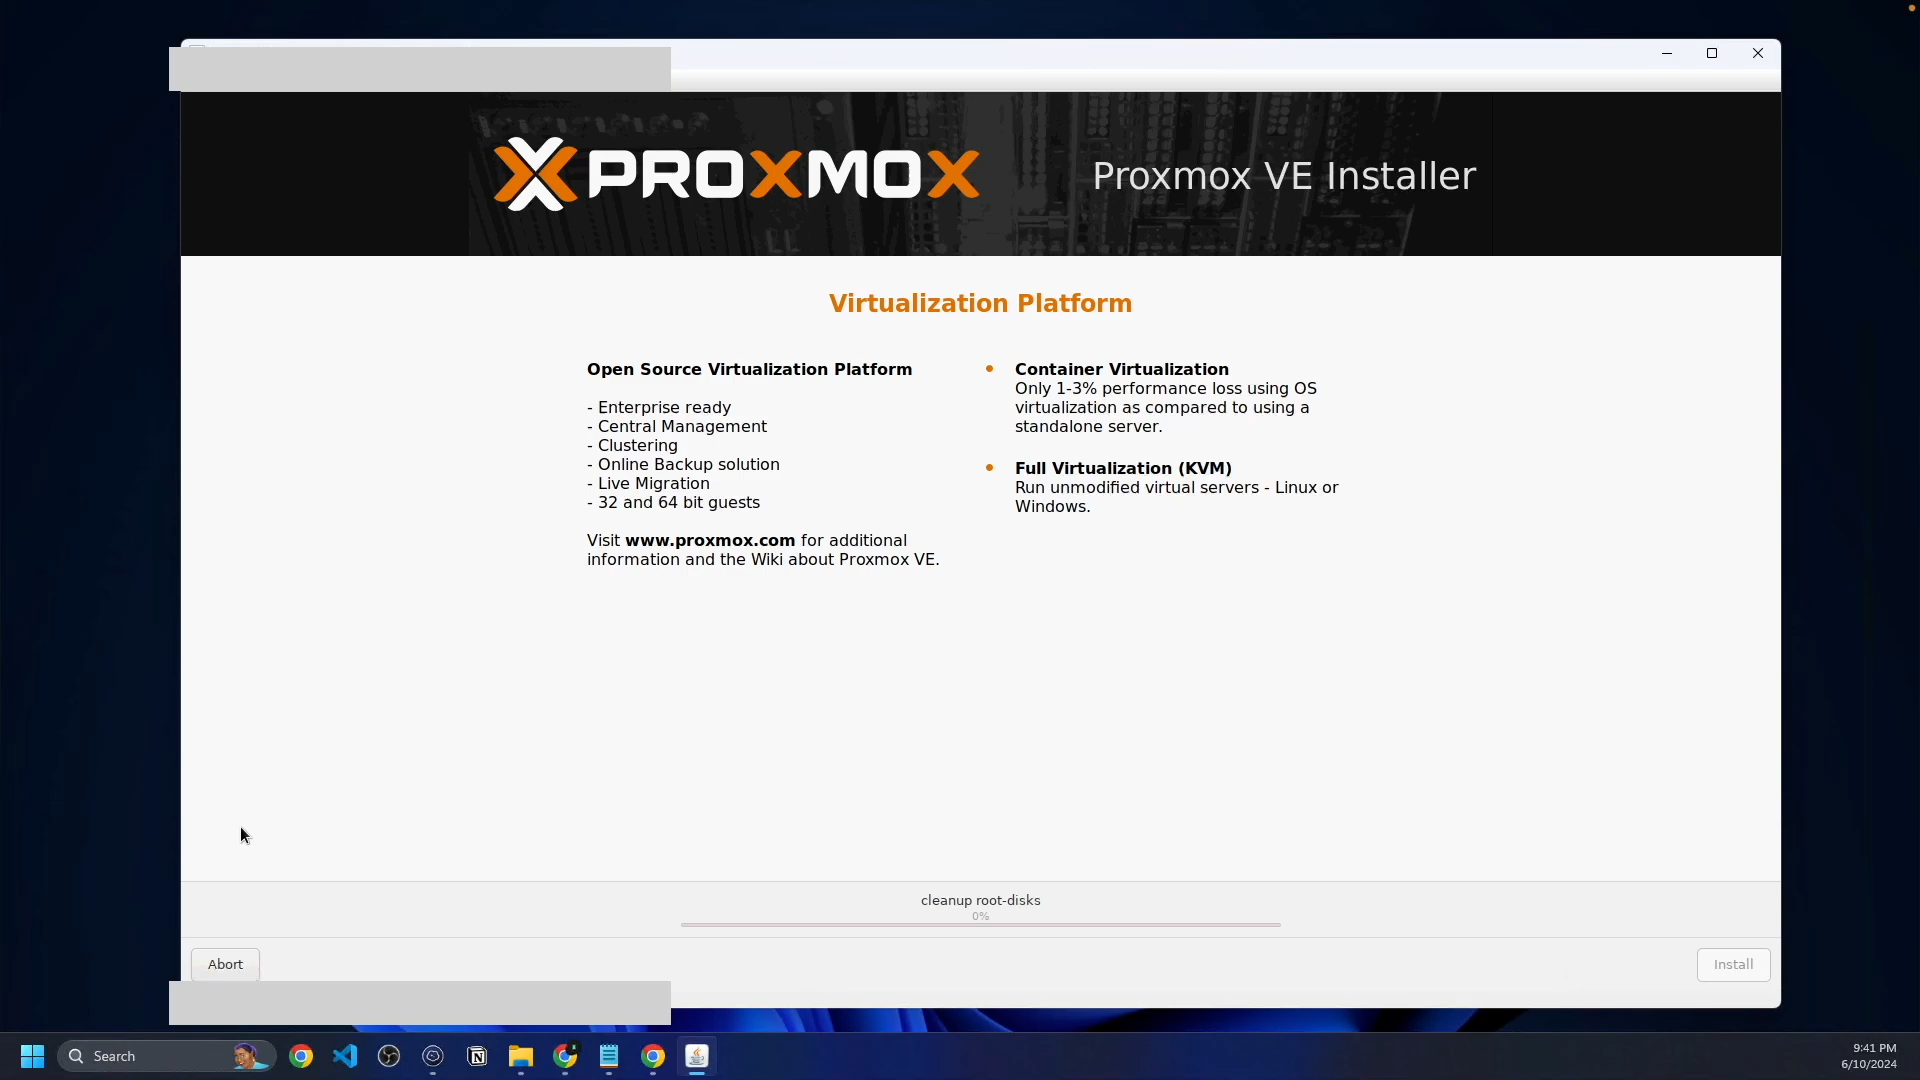 PROXMOX
Proxmox VE Installer
Virtualization Platform
Open Source Virtualization Platform
- Enterprise ready
- Central Management
- Clustering
- Online Backup solution
- Live Migration
- 32 and 64 bit guests
Visit www.proxmox.com for additional
information and the Wiki about Proxmox VE.
Container Virtualization
Only 1-3% performance loss using OS
virtualization as compared to using a
standalone server.
Full Virtualization (KVM)
Run unmodified virtual servers - Linux or
Windows.
cleanup root-disks
0%
Abort
Install
Search
9:41 PM
6/10/2024